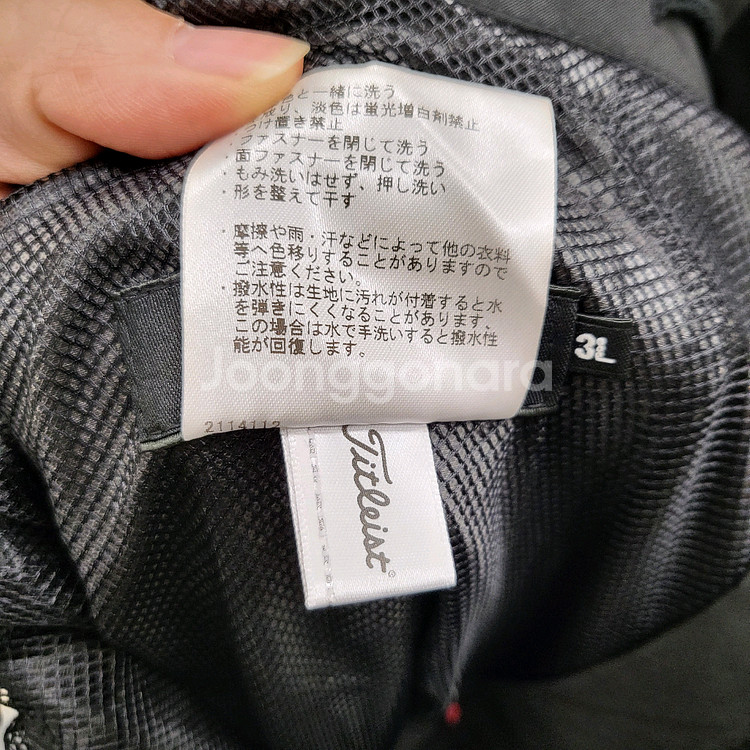 と一緒に洗う
り、淡色は蛍光増白剤禁止
け置き禁止
・ファスナーを閉じて洗う
・面ファスナーを閉じて洗う
・もみ洗いはせず、押し洗い
・形を整えて干す
・摩擦や雨・汗などによって他の衣料
等へ色移りすることがありますので
ご注意ください。
・撥水性は生地に汚れが付着すると水
を弾きにくくなることがあります、
この場合は水で手洗いすると撥水性
能が回復します。
3L
Joonggonara
2114112
Titleist